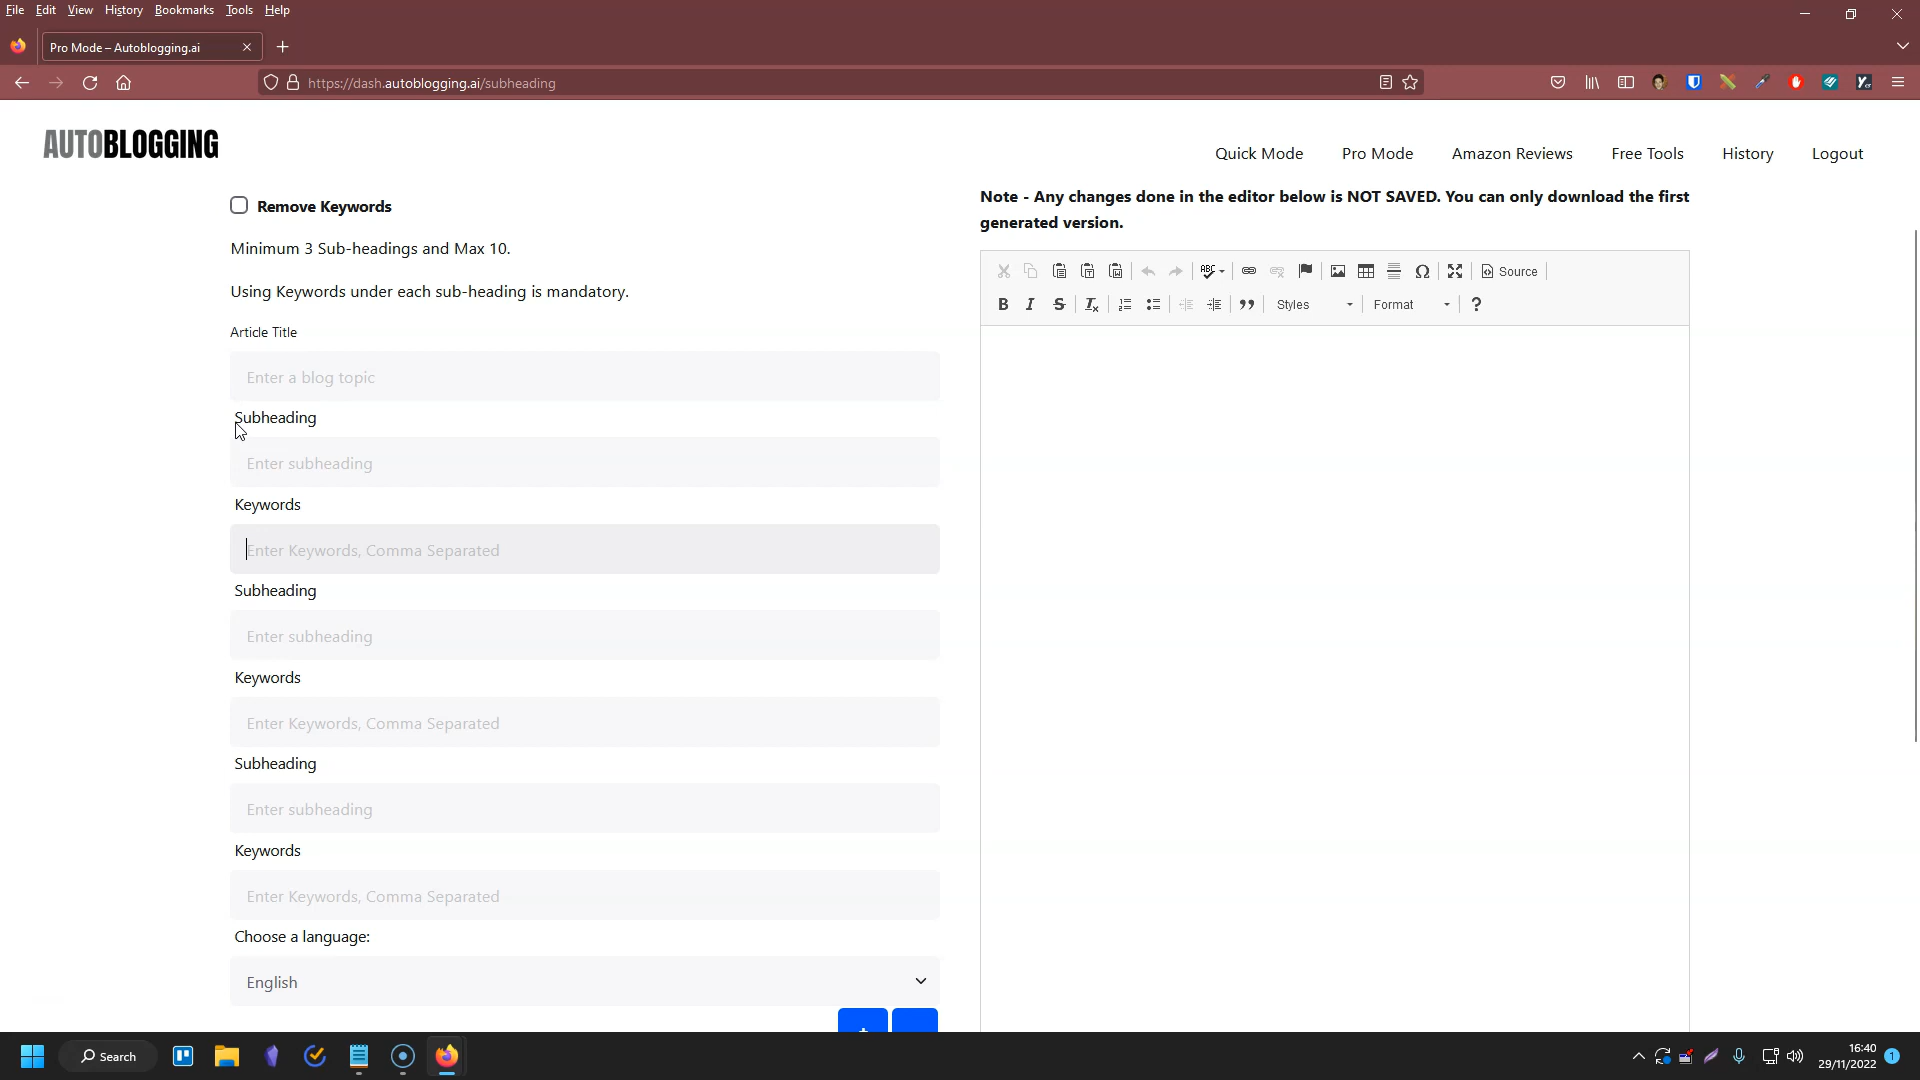 File Edit View History Bookmarks Tools Help
Pro Mode – Autoblogging.ai
https://dash.autoblogging.ai/subheading
AUTOBLOGGING
Quick Mode Pro Mode Amazon Reviews Free Tools History Logout
Remove Keywords
Minimum 3 Sub-headings and Max 10.
Using Keywords under each sub-heading is mandatory.
Article Title
Enter a blog topic
Subheading
Enter subheading
Keywords
Enter Keywords, Comma Separated
Subheading
Enter subheading
Keywords
Enter Keywords, Comma Separated
Subheading
Enter subheading
Keywords
Enter Keywords, Comma Separated
Choose a language:
English
+
Note - Any changes done in the editor below is NOT SAVED. You can only download the first
generated version.
ABC Ω Source
B I S Tx Styles Format ?
Search
16:40
29/11/2022 1